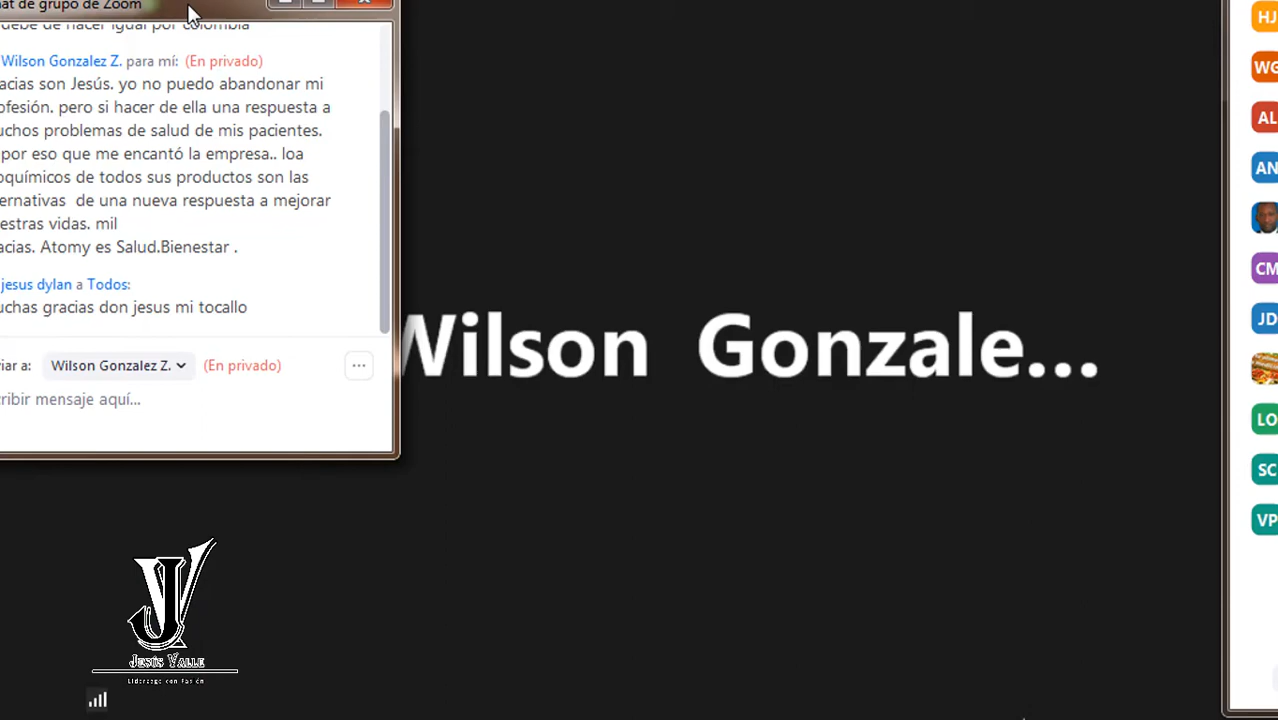 at de grupo de Zoom
debe de hacer igual por colombia
Wilson Gonzalez Z. para mí: (En privado)
acias son Jesús. yo no puedo abandonar mi
ofesión. pero si hacer de ella una respuesta a
uchos problemas de salud de mis pacientes.
por eso que me encantó la empresa.. loa
oquímicos de todos sus productos son las
ernativas de una nueva respuesta a mejorar
estras vidas. mil
acias. Atomy es Salud.Bienestar .
jesus dylan a Todos:
uchas gracias don jesus mi tocallo
iar a: Wilson Gonzalez Z. (En privado)
cribir mensaje aquí...
Wilson Gonzale...
HJ
WG
AL
AN
CM
JD
LO
SC
VP
JV
Jesús Valle
Liderazgo con Pasión